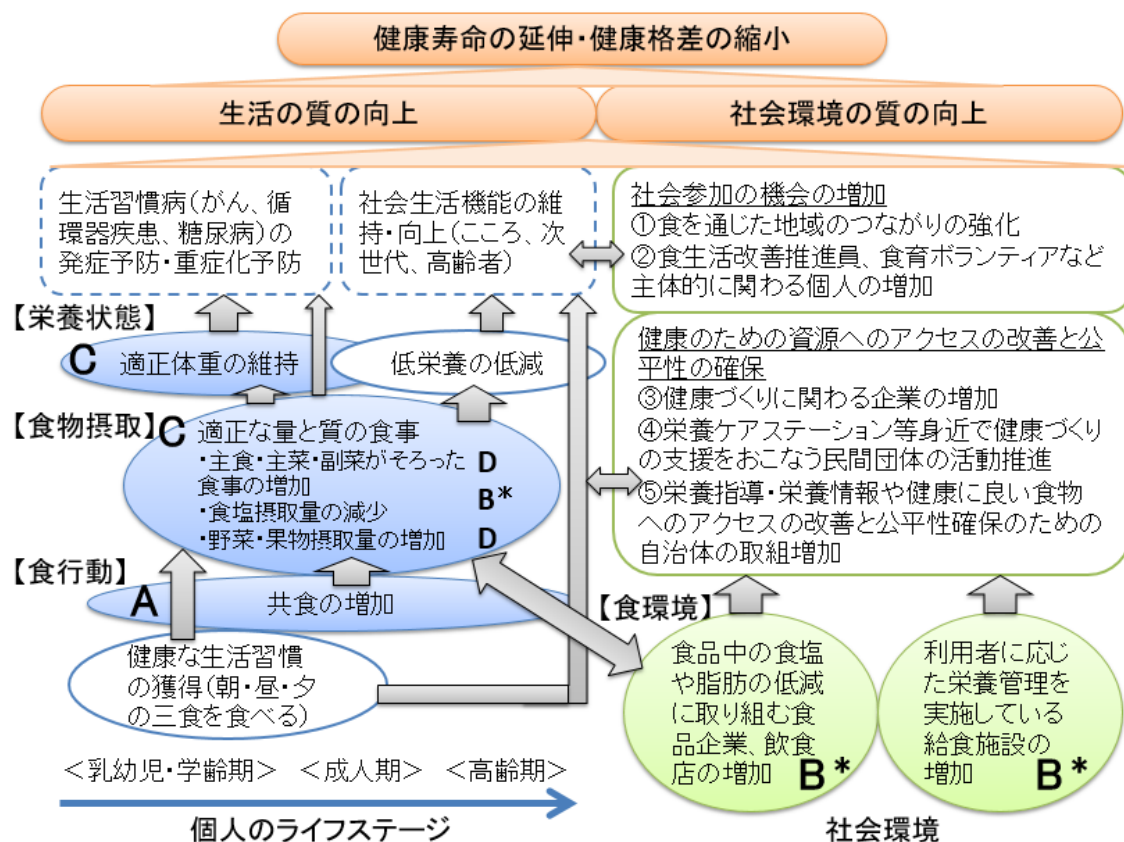 健康寿命の延伸・健康格差の縮小
生活の質の向上
社会環境の質の向上
生活習慣病(がん、循
環器疾患、糖尿病)の
発症予防・重症化予防
社会生活機能の維
持・向上(こころ、次
世代、高齢者)
社会参加の機会の増加
①食を通じた地域のつながりの強化
②食生活改善推進員、食育ボランティアなど
主体的に関わる個人の増加
【栄養状態】
C 適正体重の維持
低栄養の低減
健康のための資源へのアクセスの改善と公
平性の確保
③健康づくりに関わる企業の増加
④栄養ケアステーション等身近で健康づくり
の支援をおこなう民間団体の活動推進
⑤栄養指導・栄養情報や健康に良い食物
へのアクセスの改善と公平性確保のための
自治体の取組増加
【食物摂取】
C 適正な量と質の食事
・主食・主菜・副菜がそろった D
食事の増加
・食塩摂取量の減少 B*
・野菜・果物摂取量の増加 D
【食行動】
A 共食の増加
健康な生活習慣
の獲得(朝・昼・夕
の三食を食べる)
【食環境】
食品中の食塩
や脂肪の低減
に取り組む食
品企業、飲食
店の増加 B*
利用者に応じ
た栄養管理を
実施している
給食施設の
増加 B*
<乳幼児・学齢期> <成人期> <高齢期>
個人のライフステージ
社会環境